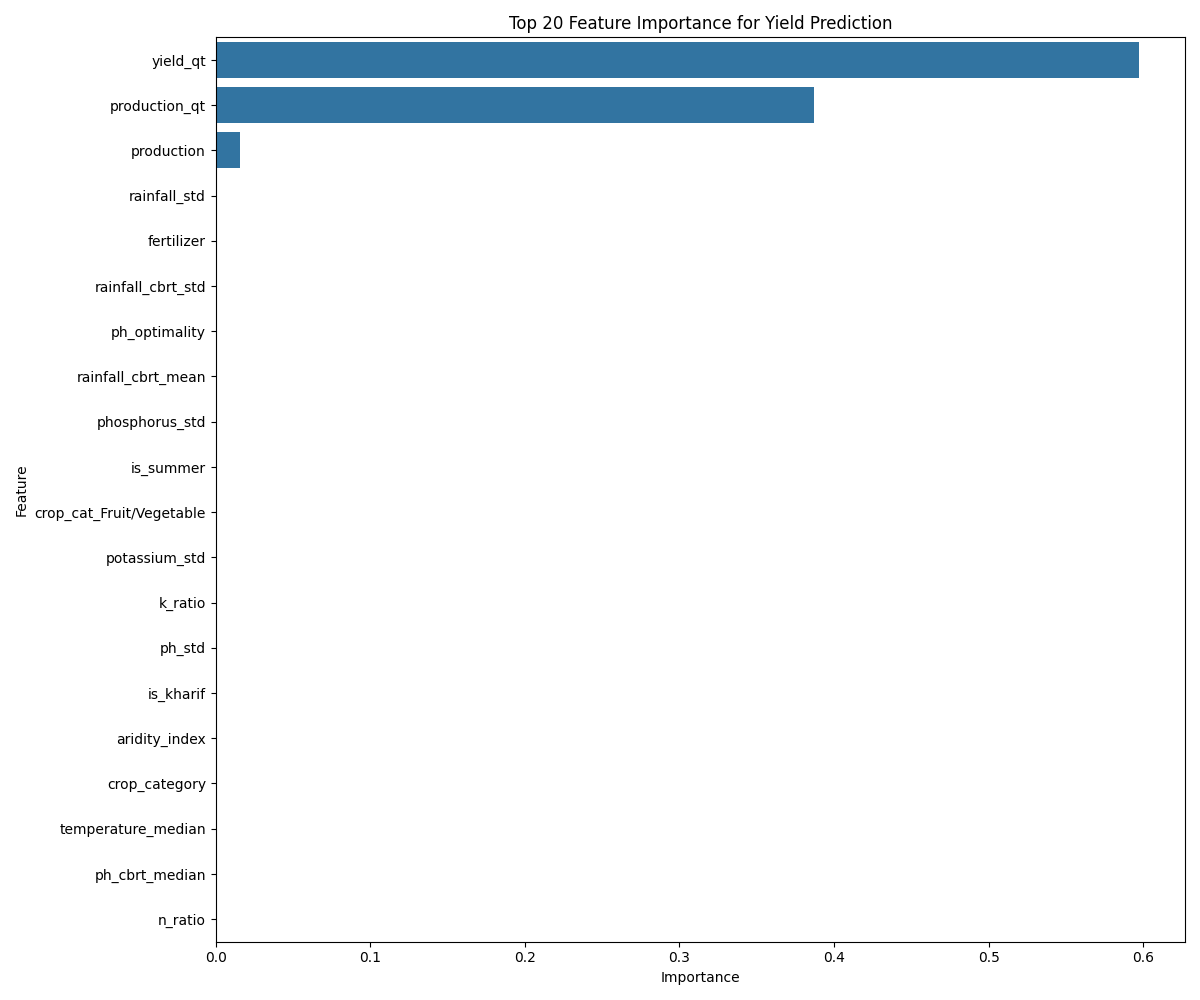 Top 20 Feature Importance for Yield Prediction
yield_qt
production_qt
production
rainfall_std
fertilizer
rainfall_cbrt_std
ph_optimality
rainfall_cbrt_mean
phosphorus_std
is_summer
crop_cat_Fruit/Vegetable
potassium_std
k_ratio
ph_std
is_kharif
aridity_index
crop_category
temperature_median
ph_cbrt_median
n_ratio
Feature
0.0 0.1 0.2 0.3 0.4 0.5 0.6
Importance